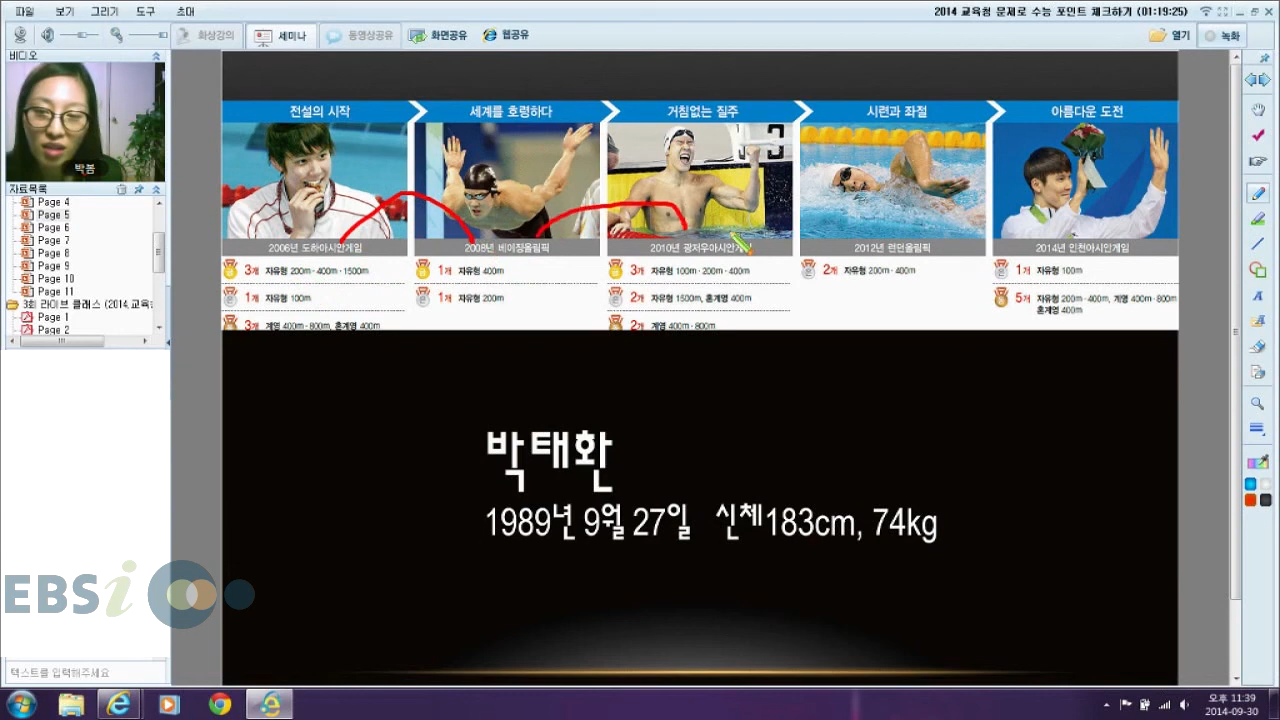 파일 보기 그리기 도구 초대
2014 교육청 문제로 수능 포인트 체크하기 (01:19:25)
화상강의 세미나 동영상공유 화면공유 웹공유
열기 녹화
비디오
박봄
자료목록
Page 4
Page 5
Page 6
Page 7
Page 8
Page 9
Page 10
Page 11
3회 라이브 클래스 (2014,교육
Page 1
Page 2
텍스트를 입력해주세요
전설의 시작
2006년 도하아시안게임
3개 자유형 200m·400m·1500m
1개 자유형 100m
3개 계영 400m·800m, 혼계영 400m
세계를 호령하다
2008년 베이징올림픽
1개 자유형 400m
1개 자유형 200m
거침없는 질주
2010년 광저우아시안게임
3개 자유형 100m·200m·400m
2개 자유형 1500m, 혼계영 400m
2개 계영 400m·800m
시련과 좌절
2012년 런던올림픽
2개 자유형 200m·400m
아름다운 도전
2014년 인천아시안게임
1개 자유형 100m
5개 자유형 200m·400m, 계영 400m·800m
혼계영 400m
박태환
1989년 9월 27일 신체183cm, 74kg
EBSi
오후 11:39
2014-09-30